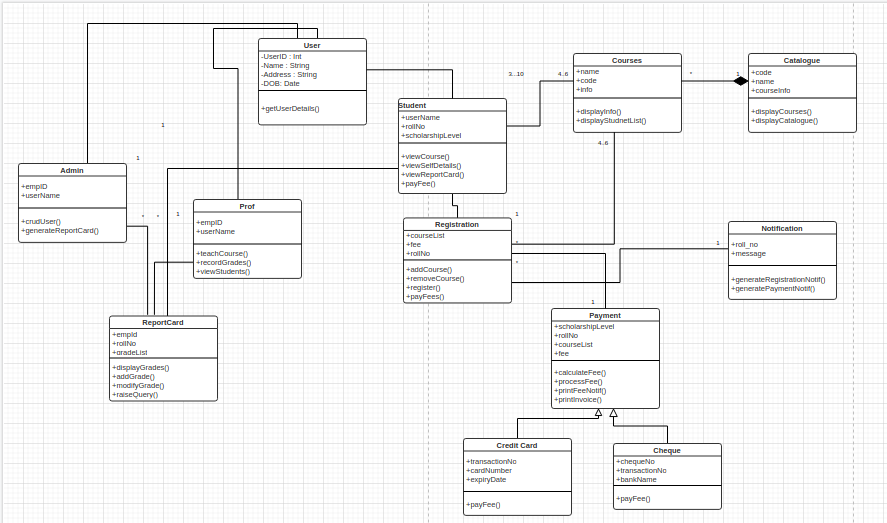 User
-UserID : Int
-Name : String
-Address : String
-DOB: Date
+getUserDetails()
Courses
+name
+code
+info
+displayInfo()
+displayStudnetList()
Catalogue
+code
+name
+courseInfo
+displayCourses()
+displayCatalogue()
3...10
4..6
*
1
Student
+userName
+rollNo
+scholarshipLevel
+viewCourse()
+viewSelfDetails()
+viewReportCard()
+payFee()
1
1
4..6
Admin
+empID
+userName
+crudUser()
+generateReportCard()
*
*
1
Prof
+empID
+userName
+teachCourse()
+recordGrades()
+viewStudents()
Registration
+courseList
+fee
+rollNo
+addCourse()
+removeCourse()
+register()
+payFees()
1
*
*
1
Notification
+roll_no
+message
+generateRegistrationNotif()
+generatePaymentNotif()
1
ReportCard
+empId
+rollNo
+gradeList
+displayGrades()
+addGrade()
+modifyGrade()
+raiseQuery()
Payment
+scholarshipLevel
+rollNo
+courseList
+fee
+calculateFee()
+processFee()
+printFeeNotif()
+printInvoice()
Credit Card
+transactionNo
+cardNumber
+expiryDate
+payFee()
Cheque
+chequeNo
+transactionNo
+bankName
+payFee()